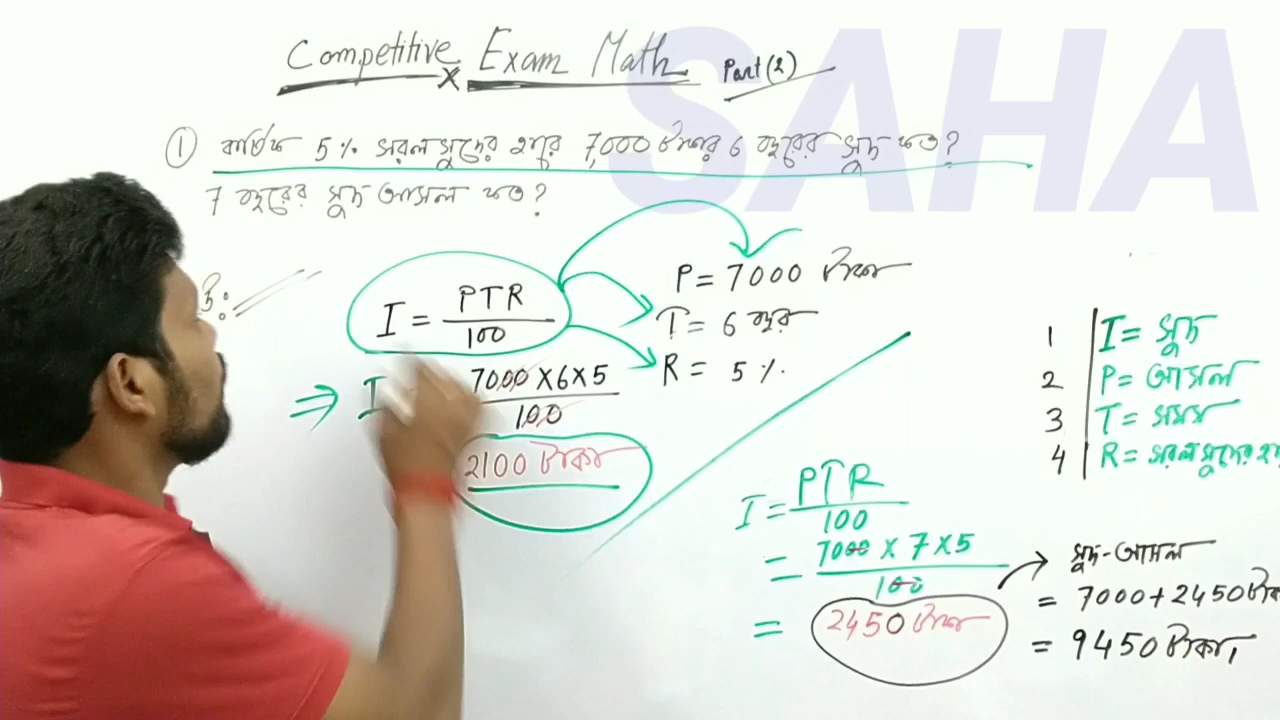 SAHA
Competitive Exam Math Part (2)
① বার্ষিক 5% সরল সুদের হারে 7,000 টাকার 6 বছরের সুদ কত?
7 বছরের সুদ আসল কত?
উ:
I = PTR/100
⇒ I 7000 X 6 X 5/100
2100 টাকা
P = 7000 টাকা
T = 6 বছর
R = 5%.
1 I = সুদ
2 P = আসল
3 T = সময়
4 R = সরল সুদের
I = PTR/100
= 7000 X 7 X 5/100
= 2450 টাকা
সুদ-আসল
= 7000 + 2450
= 9450 টাকা,